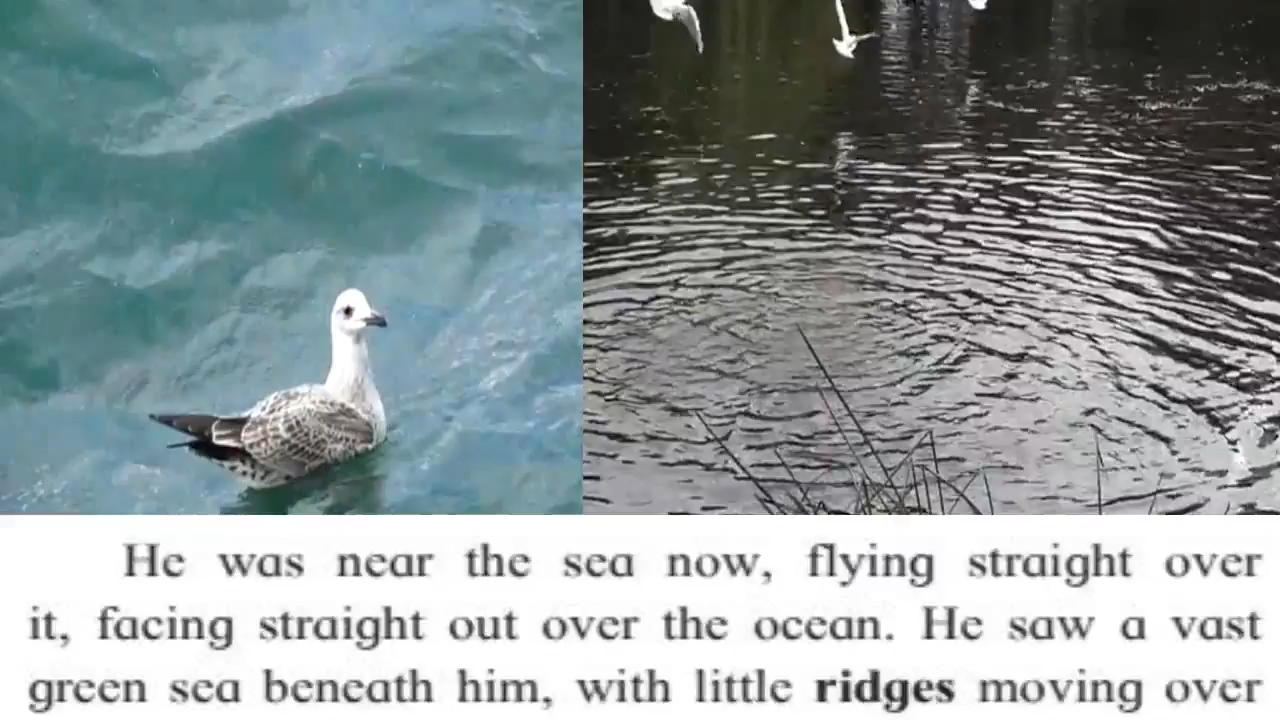 He was near the sea now, flying straight over
it, facing straight out over the ocean. He saw a vast
green sea beneath him, with little ridges moving over